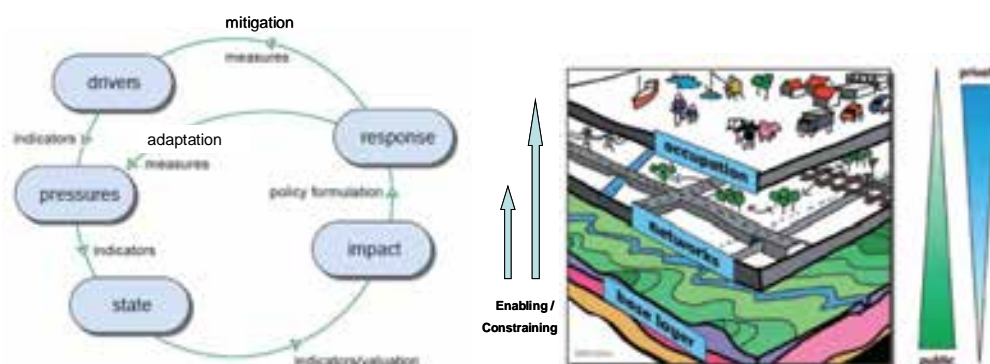 mitigation
measures
drivers
indicators
adaptation
measures
response
pressures
policy formulation
indicators
impact
state
indicators/valuation
Enabling /
Constraining
occupation
networks
base layer
private
public